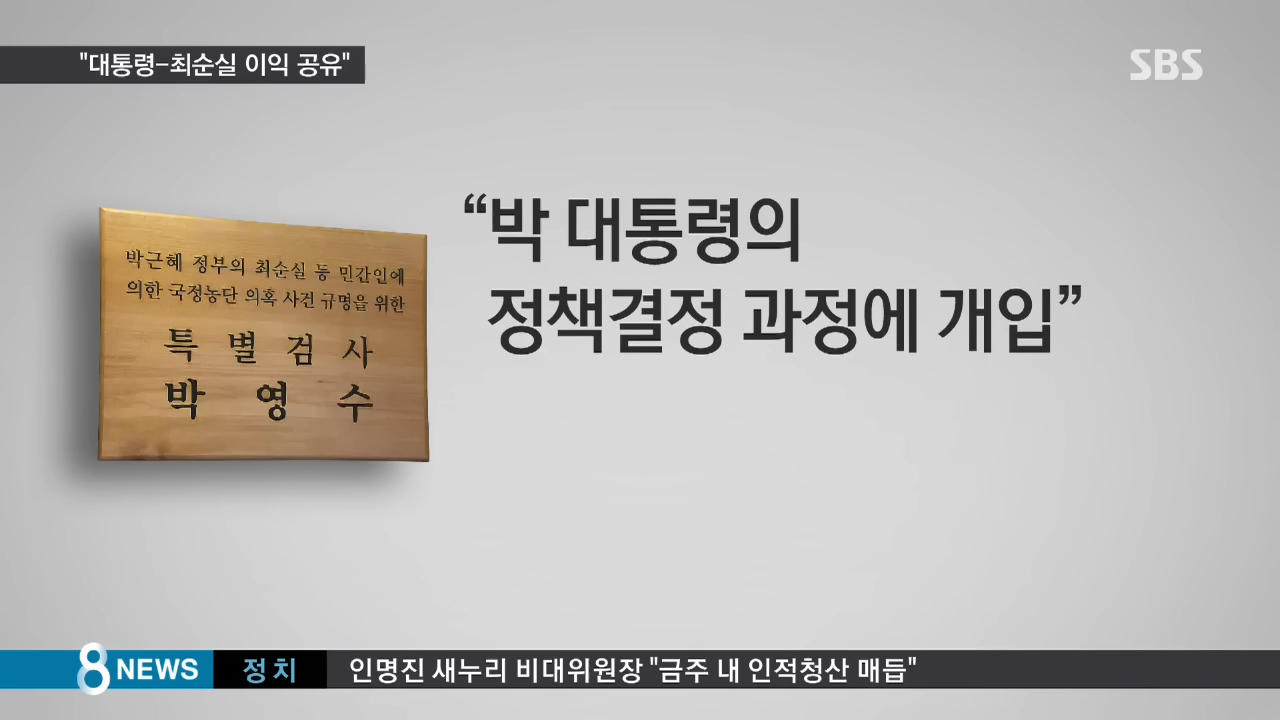 "대통령-최순실 이익 공유"
SBS
"박 대통령의
정책결정 과정에 개입"
박근혜 정부의 최순실 등 민간인에
의한 국정농단 의혹 사건 규명을 위한
특별검사
박영수
8 NEWS
정치
인명진 새누리 비대위원장 "금주 내 인적청산 매듭"